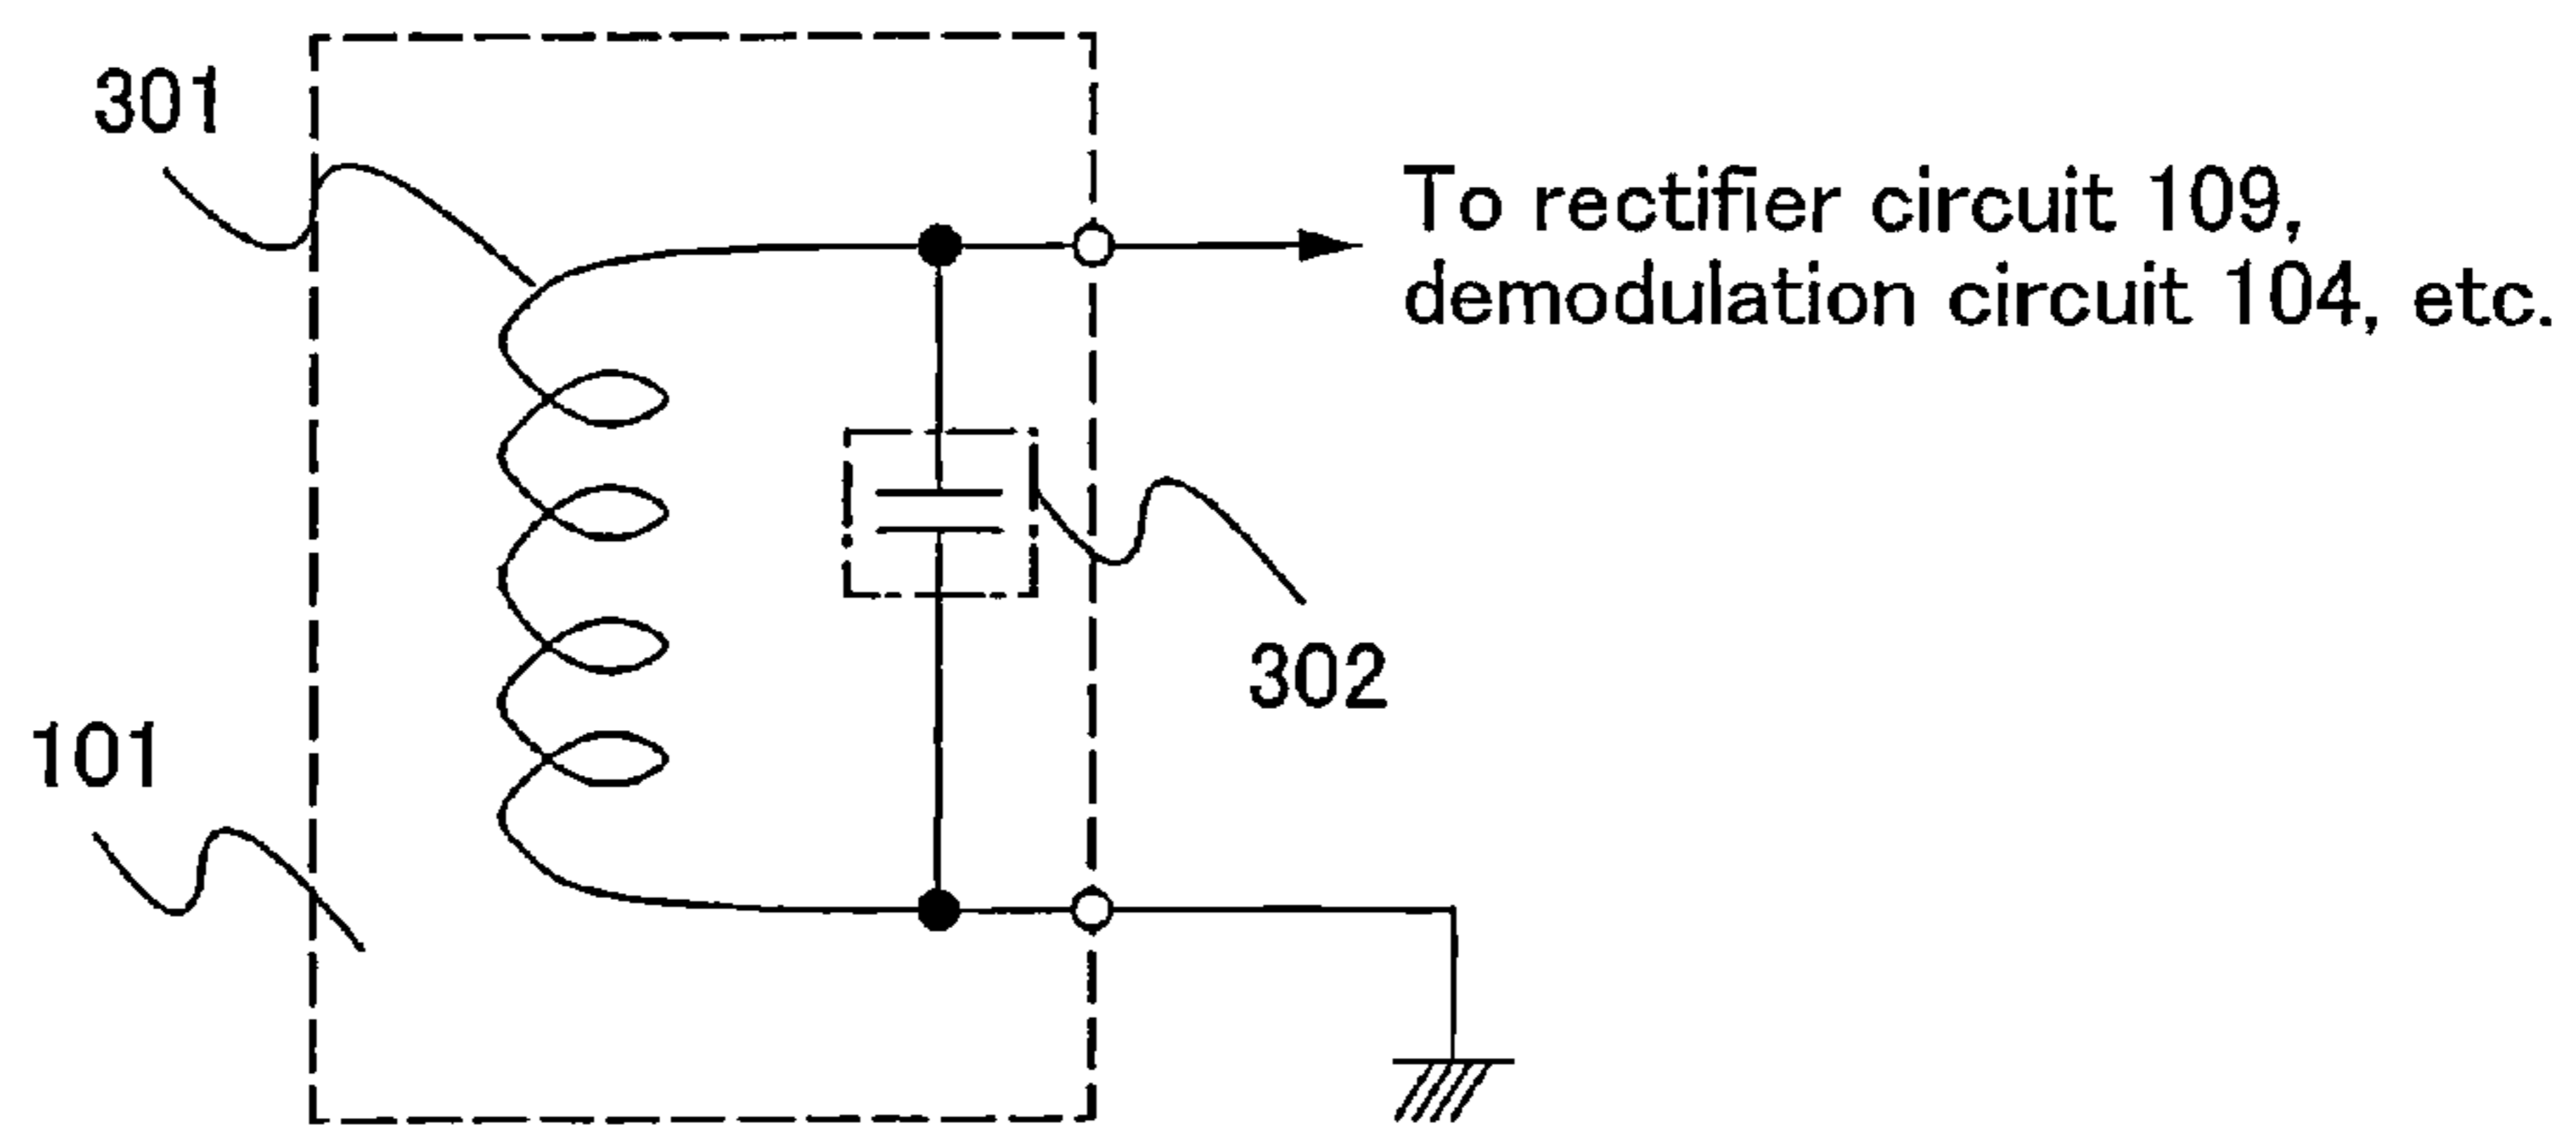 301
To rectifier circuit 109,
demodulation circuit 104, etc.
302
101